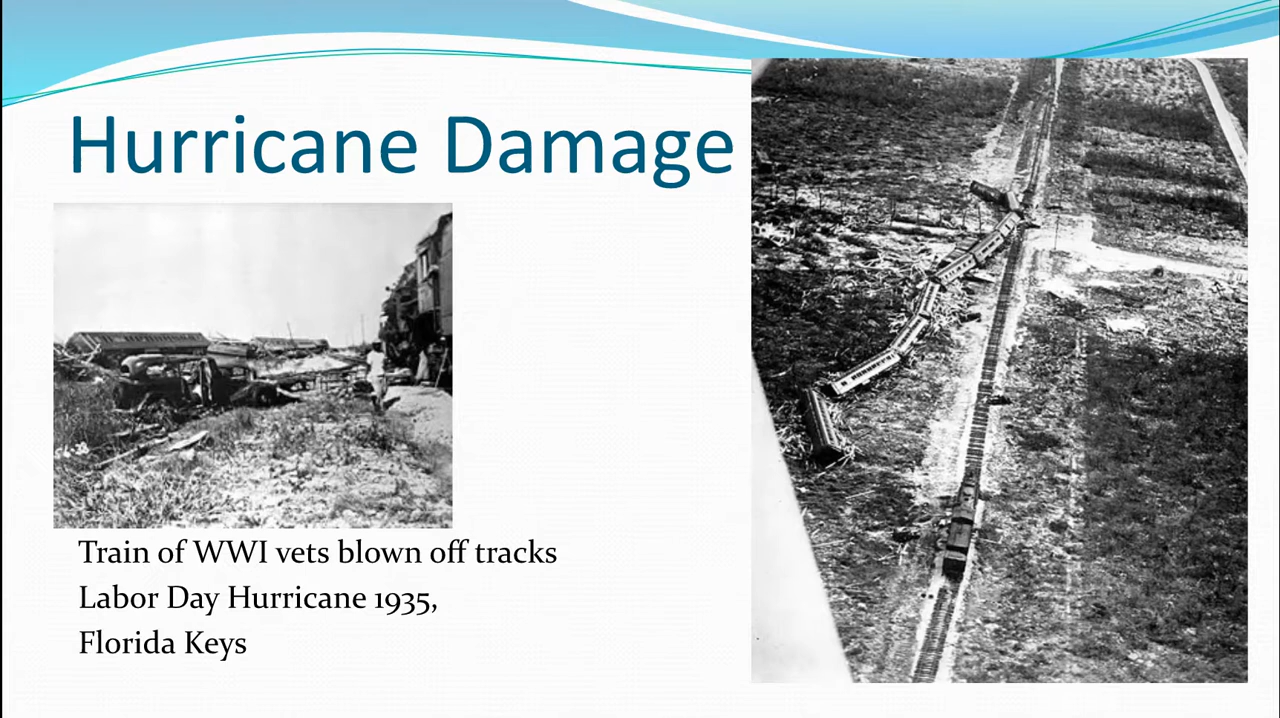 Hurricane Damage
Train of WWI vets blown off tracks
Labor Day Hurricane 1935,
Florida Keys